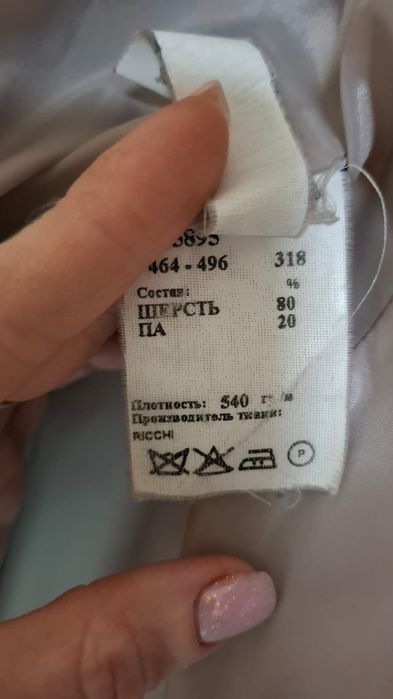 464 - 496 318
Состав: %
ШЕРСТЬ 80
ПА 20
Плотность: 540
Производитель ткани:
RICCHI
P